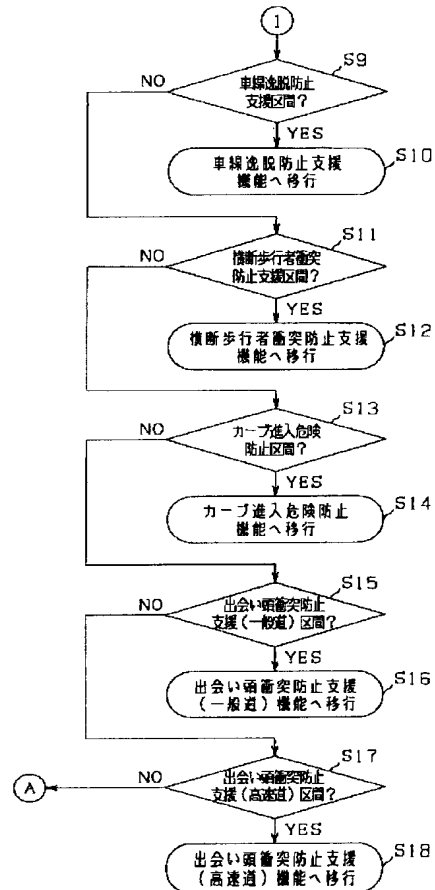 1
S9
車線逸脱防止
支援区間?
NO
YES
車線逸脱防止支援
機能へ移行
S10
S11
横断歩行者衝突
防止支援区間?
NO
YES
横断歩行者衝突防止支援
機能へ移行
S12
S13
カーブ進入危険
防止区間?
NO
YES
カーブ進入危険防止
機能へ移行
S14
S15
出会い頭衝突防止
支援(一般道)区間?
NO
YES
出会い頭衝突防止支援
(一般道)機能へ移行
S16
S17
出会い頭衝突防止
支援(高速道)区間?
NO
A
YES
出会い頭衝突防止支援
(高速道)機能へ移行
S18